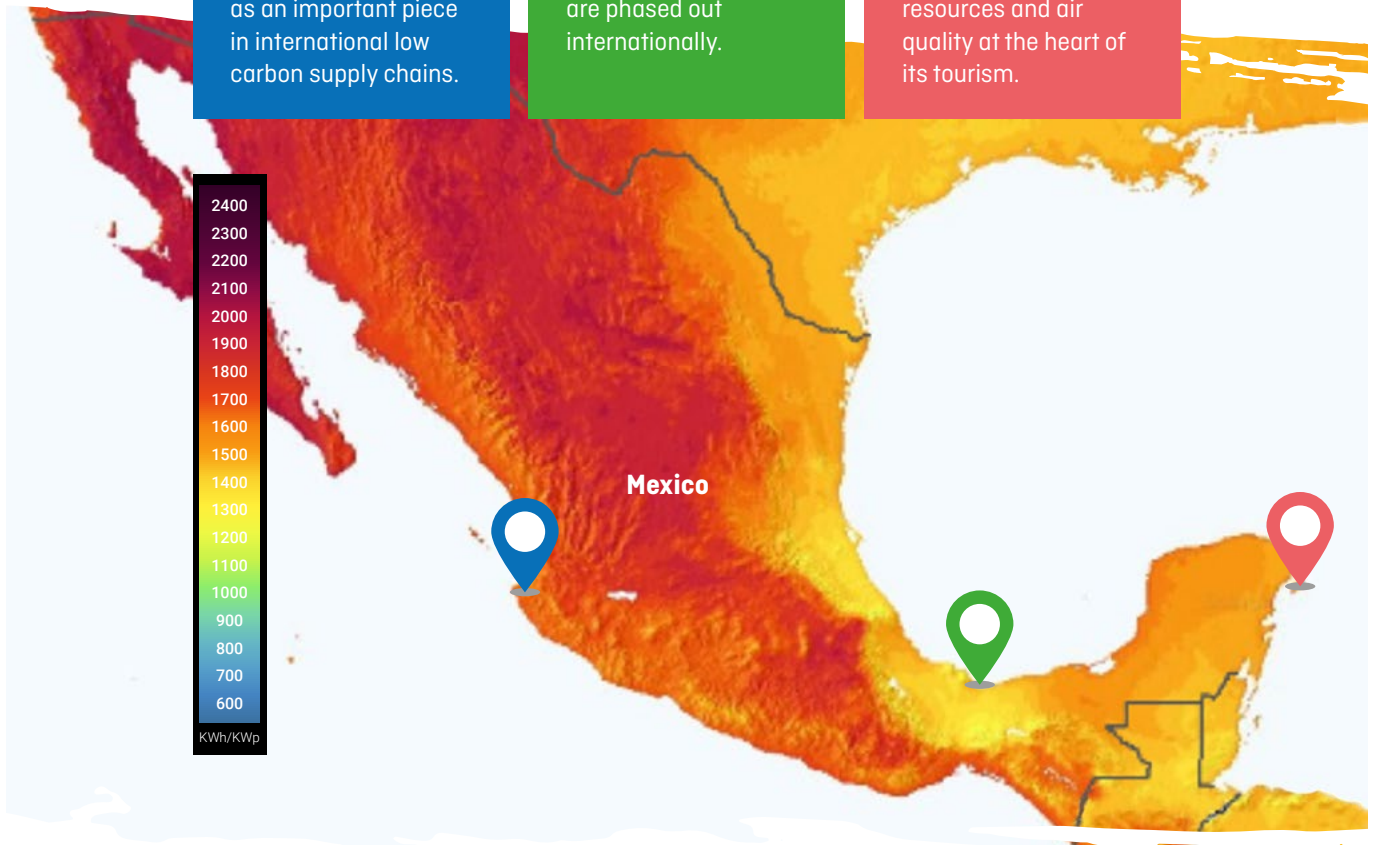 as an important piece
in international low
carbon supply chains.
are phased out
internationally.
resources and air
quality at the heart of
its tourism.
2400
2300
2200
2100
2000
1900
1800
1700
1600
1500
1400
1300
1200
1100
1000
900
800
700
600
KWh/KWp
Mexico